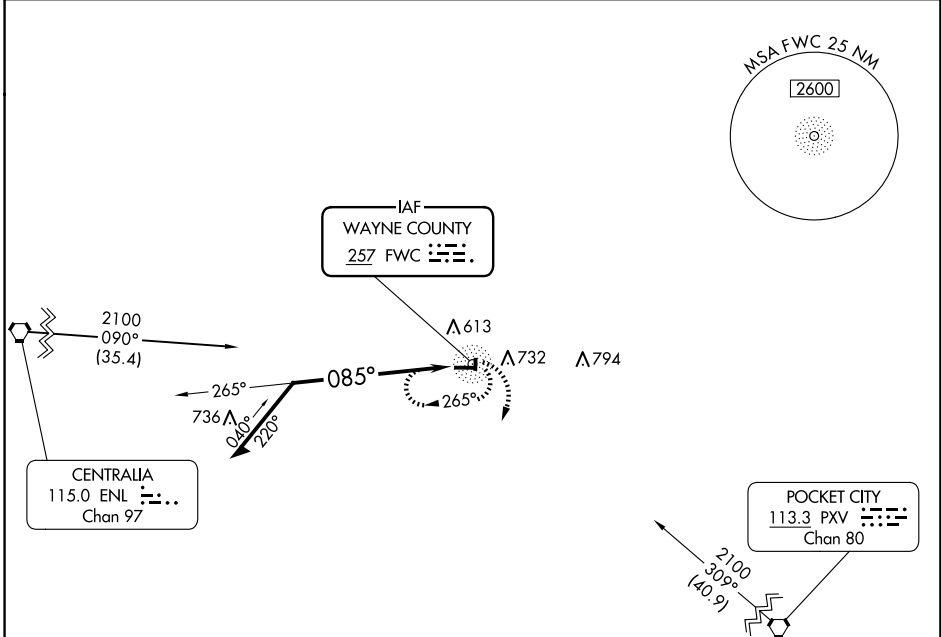 MSA FWC 25 NM
2600
IAF
WAYNE COUNTY
257 FWC
2100
090°
(35.4)
613
732
794
265°
085°
265°
736
040°
220°
CENTRALIA
115.0 ENL
Chan 97
POCKET CITY
113.3 PXV
Chan 80
2100
309°
(40.9)